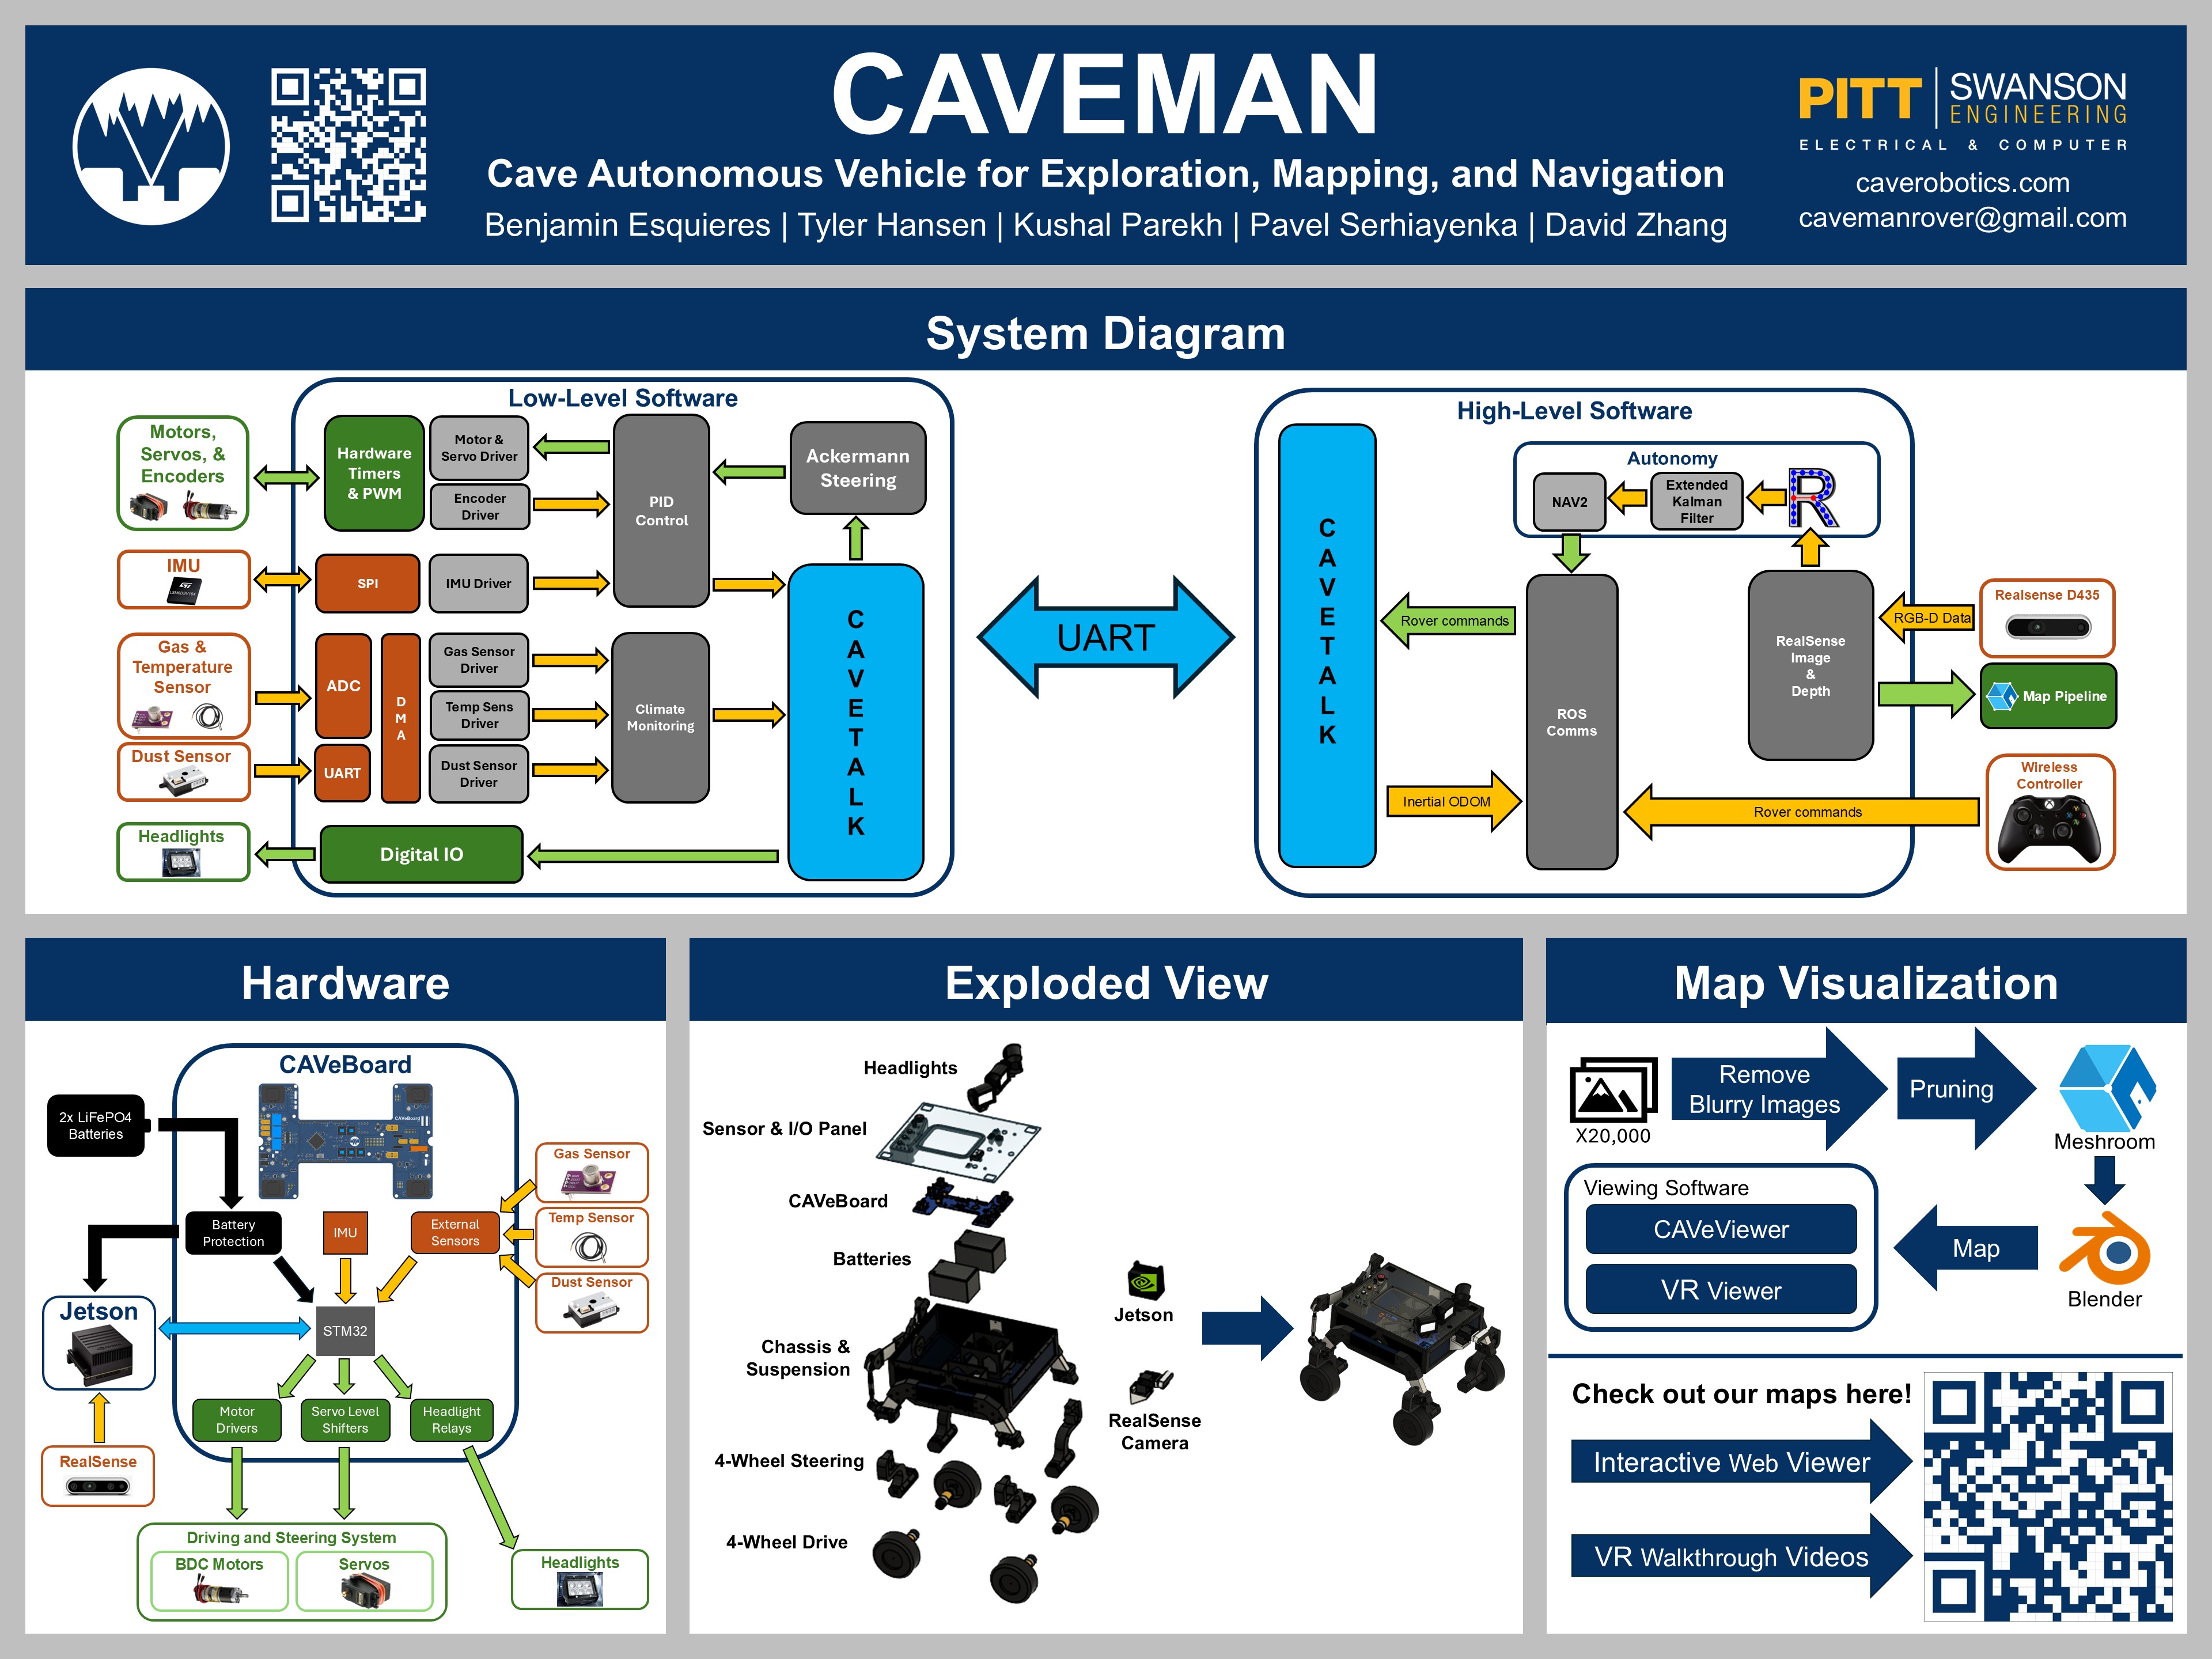 CAVEMAN
Cave Autonomous Vehicle for Exploration, Mapping, and Navigation
Benjamin Esquieres | Tyler Hansen | Kushal Parekh | Pavel Serhiayenka | David Zhang
PITT | SWANSON
ENGINEERING
ELECTRICAL & COMPUTER
caverobotics.com
cavemanrover@gmail.com
System Diagram
Low-Level Software
Motors,
Servos, &
Encoders
Hardware
Timers
& PWM
Motor &
Servo Driver
Encoder
Driver
PID
Control
Ackermann
Steering
IMU
SPI
IMU Driver
Gas &
Temperature
Sensor
ADC
D
M
A
Gas Sensor
Driver
Temp Sens
Driver
Climate
Monitoring
Dust Sensor
UART
Dust Sensor
Driver
Headlights
Digital IO
C
A
V
E
T
A
L
K
UART
High-Level Software
C
A
V
E
T
A
L
K
Autonomy
NAV2
Extended
Kalman
Filter
R
Rover commands
Inertial ODOM
ROS
Comms
RealSense
Image
&
Depth
RGB-D Data
Realsense D435
Map Pipeline
Rover commands
Wireless
Controller
Hardware
CAVeBoard
2x LiFePO4
Batteries
Battery
Protection
IMU
External
Sensors
Gas Sensor
Temp Sensor
Dust Sensor
Jetson
STM32
Motor
Drivers
Servo Level
Shifters
Headlight
Relays
RealSense
Driving and Steering System
BDC Motors
Servos
Headlights
Exploded View
Headlights
Sensor & I/O Panel
CAVeBoard
Batteries
Jetson
Chassis &
Suspension
RealSense
Camera
4-Wheel Steering
4-Wheel Drive
Map Visualization
X20,000
Remove
Blurry Images
Pruning
Meshroom
Viewing Software
CAVeViewer
VR Viewer
Map
Blender
Check out our maps here!
Interactive Web Viewer
VR Walkthrough Videos